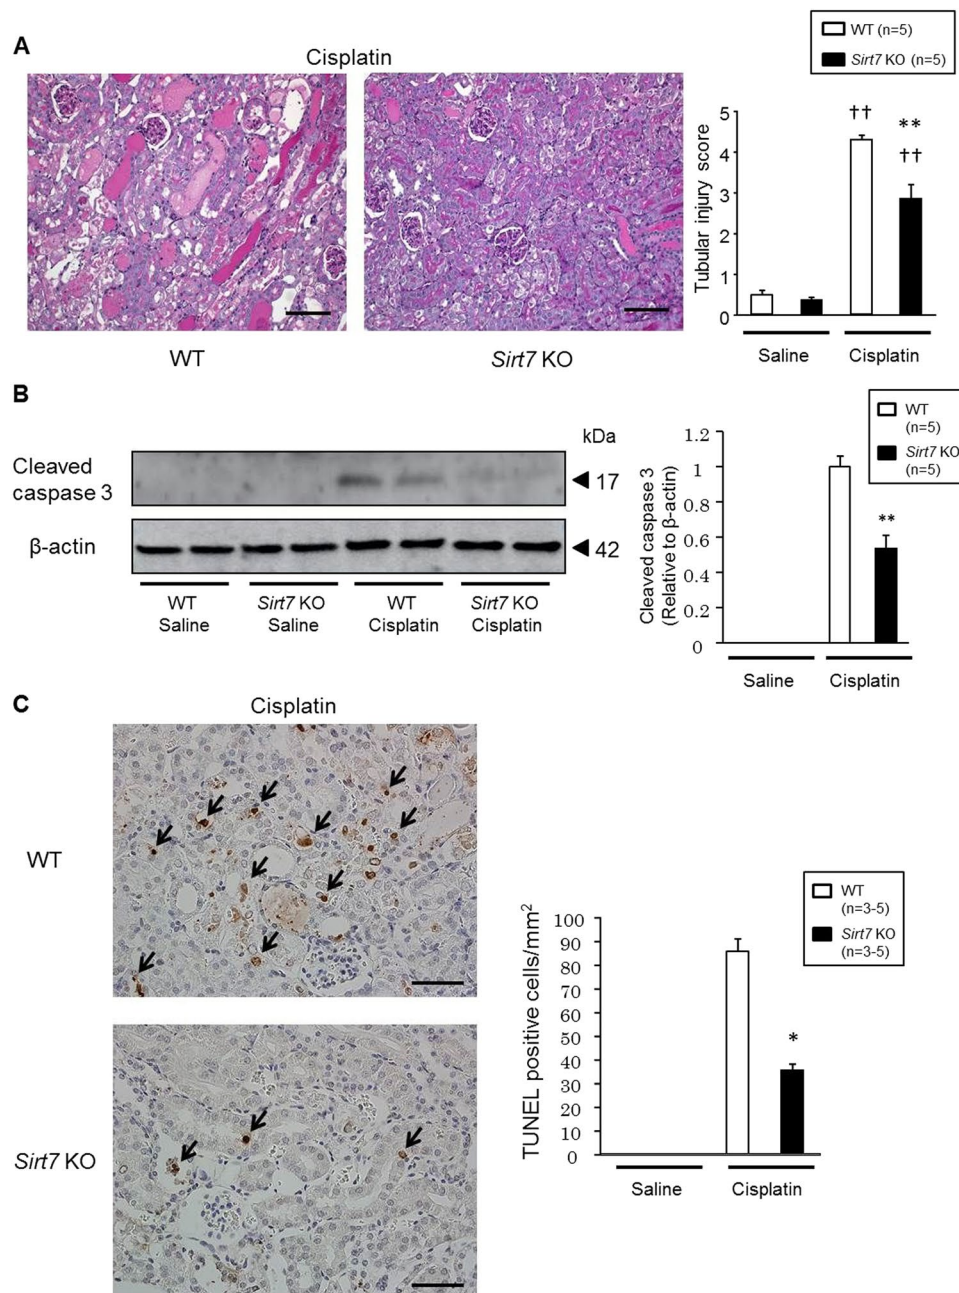 A
Cisplatin
WT
Sirt7 KO
WT (n=5)
Sirt7 KO (n=5)
Tubular injury score
5
4
3
2
1
0
††
**
††
Saline
Cisplatin
B
kDa
Cleaved
caspase 3
17
β-actin
42
WT
Saline
Sirt7 KO
Saline
WT
Cisplatin
Sirt7 KO
Cisplatin
WT
(n=5)
Sirt7 KO
(n=5)
Cleaved caspase 3
(Relative to β-actin)
1.2
1
0.8
0.6
0.4
0.2
0
**
Saline
Cisplatin
C
Cisplatin
WT
Sirt7 KO
WT
(n=3-5)
Sirt7 KO
(n=3-5)
TUNEL positive cells/mm2
100
90
80
70
60
50
40
30
20
10
0
*
Saline
Cisplatin